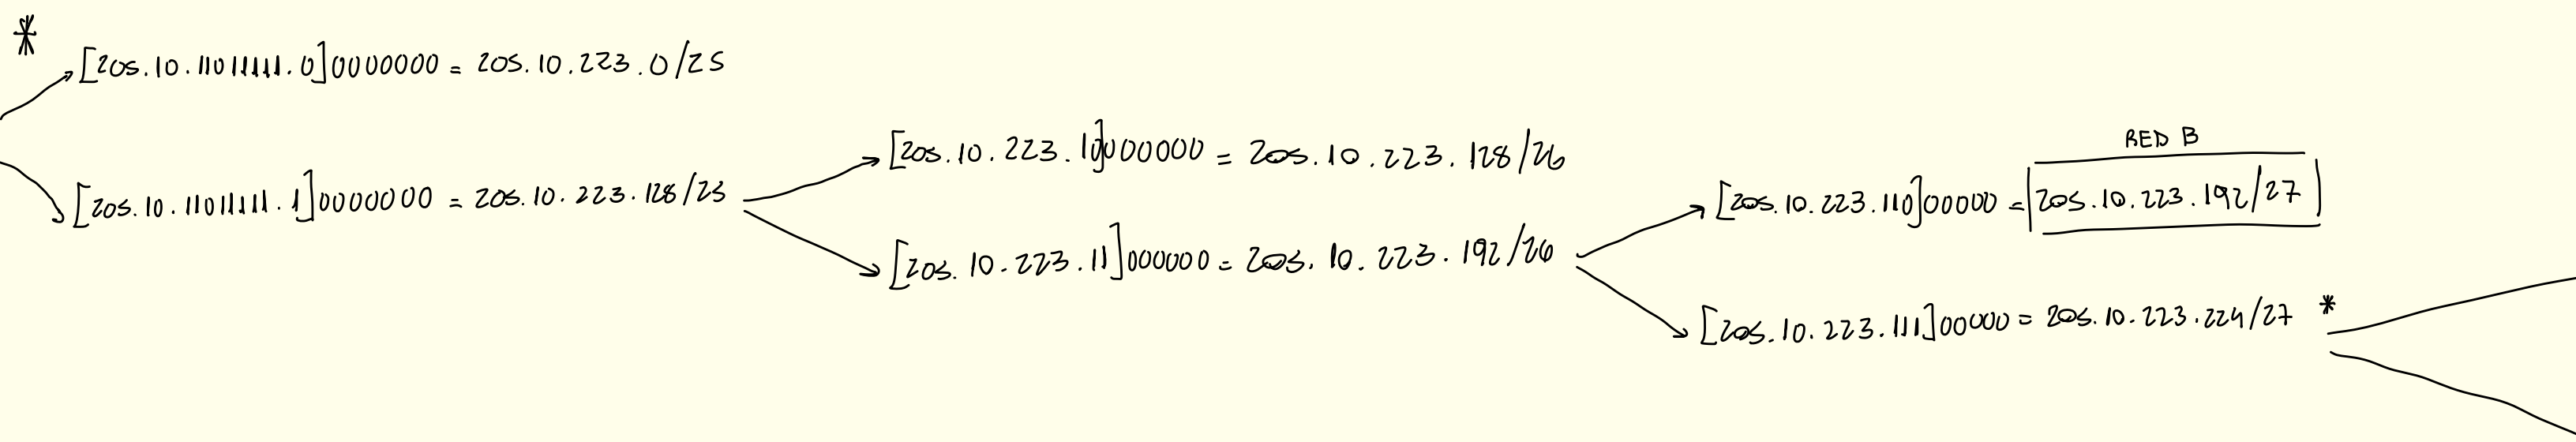 *
[205.10.11011111.0]0000000 = 205.10.223.0/25
[205.10.11011111.1]0000000 = 205.10.223.128/25
[205.10.223.10]000000 = 205.10.223.128/26
[205.10.223.11]000000 = 205.10.223.192/26
RED B
[205.10.223.110]00000 = 205.10.223.192/27
[205.10.223.111]00000 = 205.10.223.224/27 *